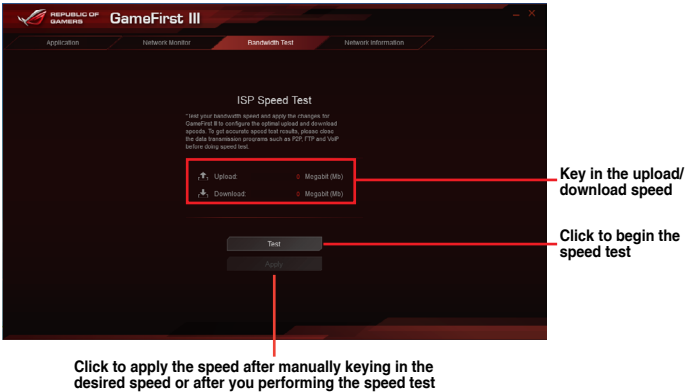 REPUBLIC OF
GAMERS
GameFirst III
Application
Network Monitor
Bandwidth Test
Network Information
ISP Speed Test
*Test your bandwidth speed and apply the changes for
GameFirst III to configure the optimal upload and download
speeds. To get accurate speed test results, please close
the data transmission programs such as P2P, FTP and VoIP
before doing speed test.
Upload: 0 Megabit (Mb)
Download: 0 Megabit (Mb)
Test
Apply
Key in the upload/
download speed
Click to begin the
speed test
Click to apply the speed after manually keying in the
desired speed or after you performing the speed test